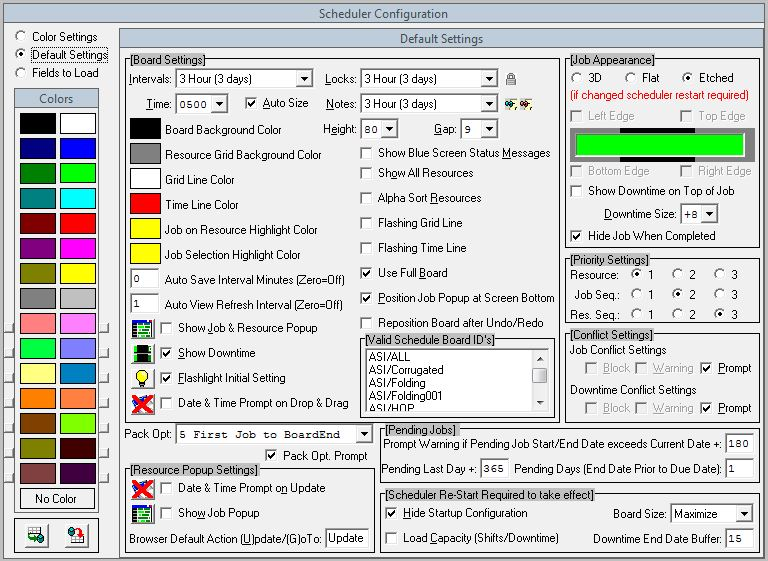 Scheduler Configuration
Color Settings
Default Settings
Fields to Load
Colors
No Color
Default Settings
[Board Settings]
Intervals: 3 Hour (3 days) Locks: 3 Hour (3 days)
Time: 0500 Auto Size Notes: 3 Hour (3 days)
Board Background Color Height: 80 Gap: 9
Resource Grid Background Color
Grid Line Color
Time Line Color
Job on Resource Highlight Color
Job Selection Highlight Color
0 Auto Save Interval Minutes (Zero=Off)
1 Auto View Refresh Interval (Zero=Off)
Show Job & Resource Popup
Show Downtime
Flashlight Initial Setting
Date & Time Prompt on Drop & Drag
Show Blue Screen Status Messages
Show All Resources
Alpha Sort Resources
Flashing Grid Line
Flashing Time Line
Use Full Board
Position Job Popup at Screen Bottom
Reposition Board after Undo/Redo
[Valid Schedule Board ID's]
ASI/ALL
ASI/Corrugated
ASI/Folding
ASI/Folding001
ASI/HOP
Pack Opt: 5 First Job to BoardEnd
Pack Opt. Prompt
[Resource Popup Settings]
Date & Time Prompt on Update
Show Job Popup
Browser Default Action (U)pdate/(G)oTo: Update
[Job Appearance]
3D Flat Etched
(if changed scheduler restart required)
Left Edge Top Edge
Bottom Edge Right Edge
Show Downtime on Top of Job
Downtime Size: +8
Hide Job When Completed
[Priority Settings]
Resource: 1 2 3
Job Seq.: 1 2 3
Res. Seq.: 1 2 3
[Conflict Settings]
Job Conflict Settings
Block Warning Prompt
Downtime Conflict Settings
Block Warning Prompt
[Pending Jobs]
Prompt Warning if Pending Job Start/End Date exceeds Current Date +: 180
Pending Last Day +: 365 Pending Days (End Date Prior to Due Date): 1
[Scheduler Re-Start Required to take effect]
Hide Startup Configuration Board Size: Maximize
Load Capacity (Shifts/Downtime) Downtime End Date Buffer: 15